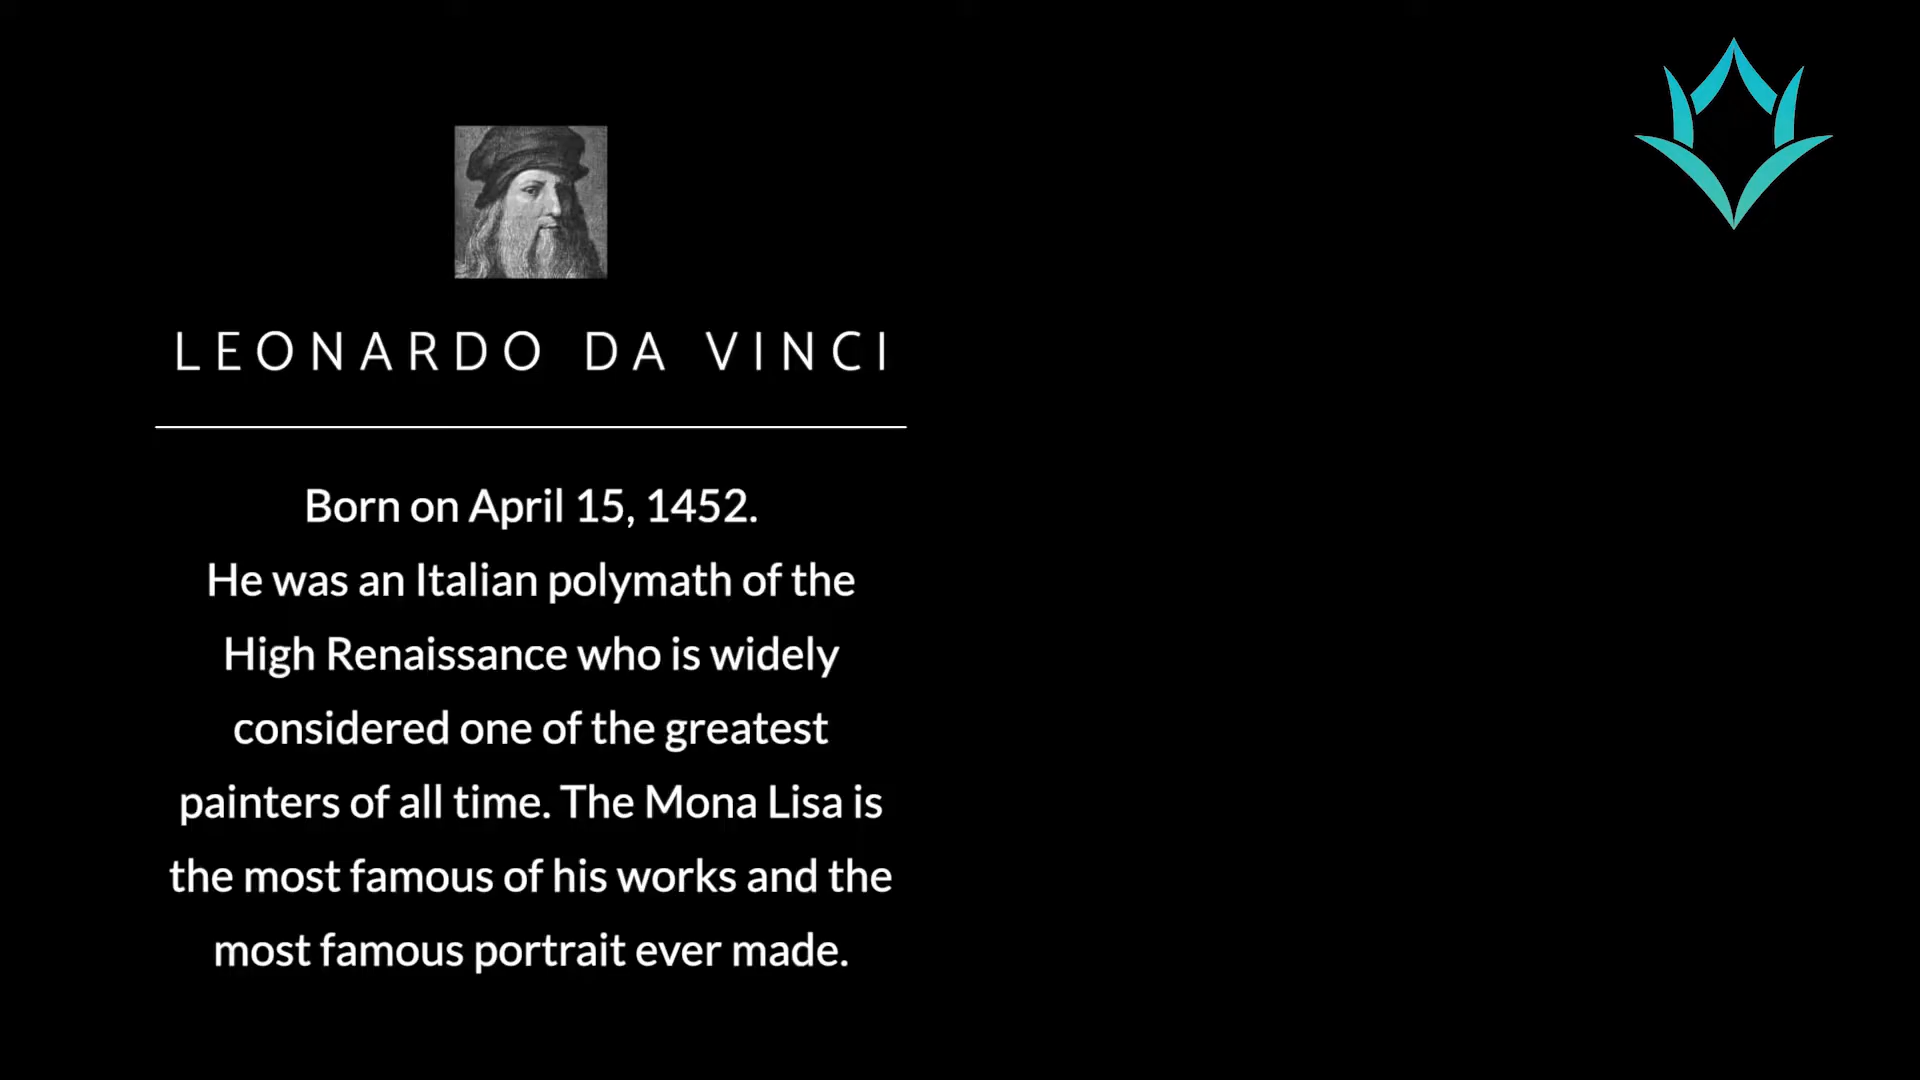 LEONARDO DA VINCI
Born on April 15, 1452.
He was an Italian polymath of the
High Renaissance who is widely
considered one of the greatest
painters of all time. The Mona Lisa is
the most famous of his works and the
most famous portrait ever made.